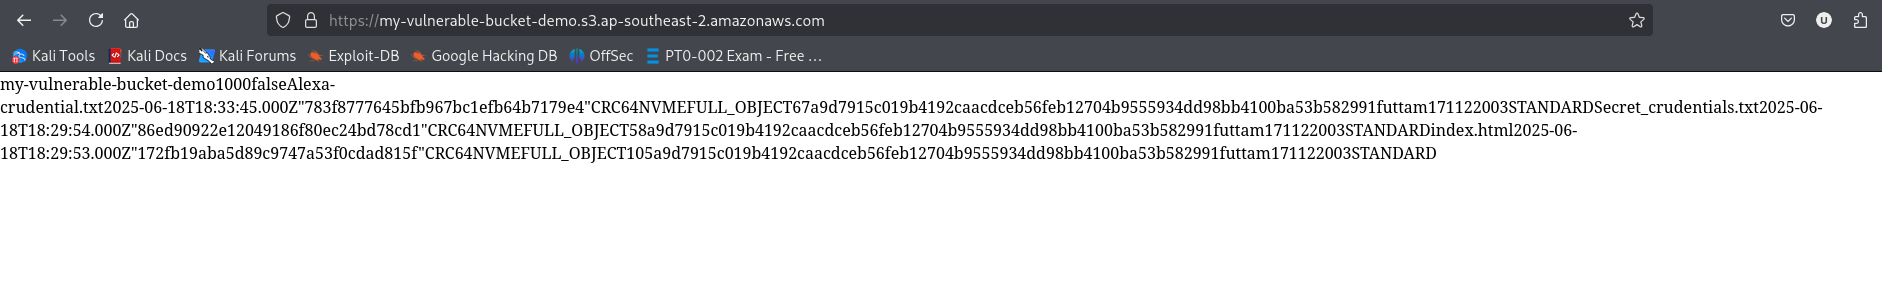 https://my-vulnerable-bucket-demo.s3.ap-southeast-2.amazonaws.com
U
Kali Tools Kali Docs Kali Forums Exploit-DB Google Hacking DB OffSec PT0-002 Exam - Free ...
my-vulnerable-bucket-demo1000falseAlexa-
crudential.txt2025-06-18T18:33:45.000Z"783f8777645bfb967bc1efb64b7179e4"CRC64NVMEFULL_OBJECT67a9d7915c019b4192caacdceb56feb12704b9555934dd98bb4100ba53b582991futtam171122003STANDARDSecret_crudentials.txt2025-06-
18T18:29:54.000Z"86ed90922e12049186f80ec24bd78cd1"CRC64NVMEFULL_OBJECT58a9d7915c019b4192caacdceb56feb12704b9555934dd98bb4100ba53b582991futtam171122003STANDARDindex.html2025-06-
18T18:29:53.000Z"172fb19aba5d89c9747a53f0cdad815f"CRC64NVMEFULL_OBJECT105a9d7915c019b4192caacdceb56feb12704b9555934dd98bb4100ba53b582991futtam171122003STANDARD